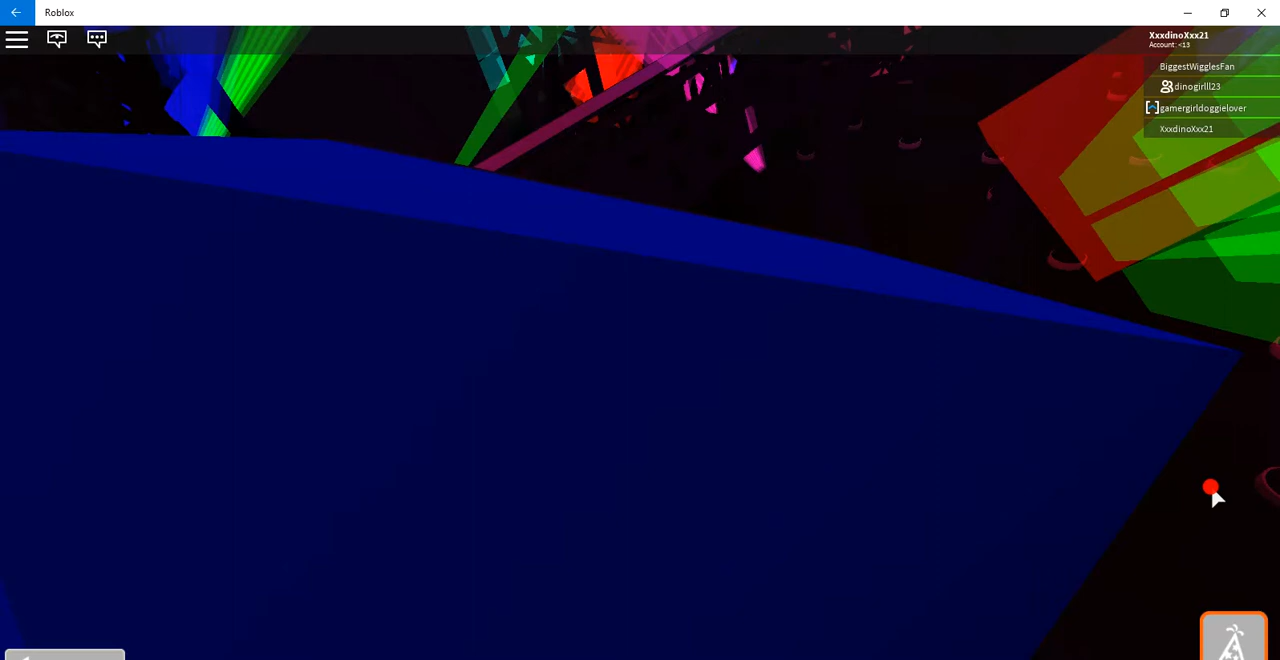 Roblox
XxxdinoXxx21
Account: <13
BiggestWigglesFan
dinogirlll23
gamergirldoggielover
XxxdinoXxx21